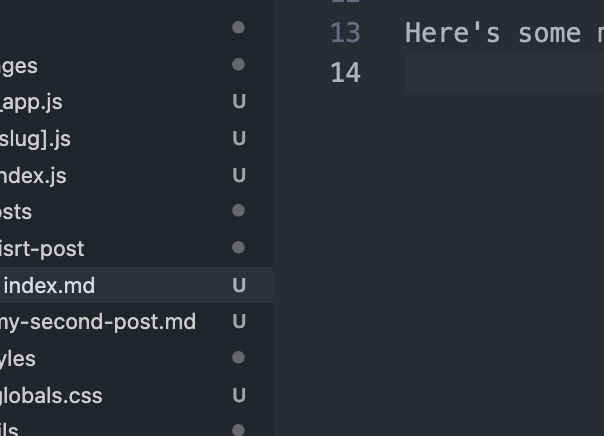 13 Here's some
14
ges
_app.js U
slug].js U
ndex.js U
osts
isrt-post
index.md U
my-second-post.md U
yles
globals.css U
ils